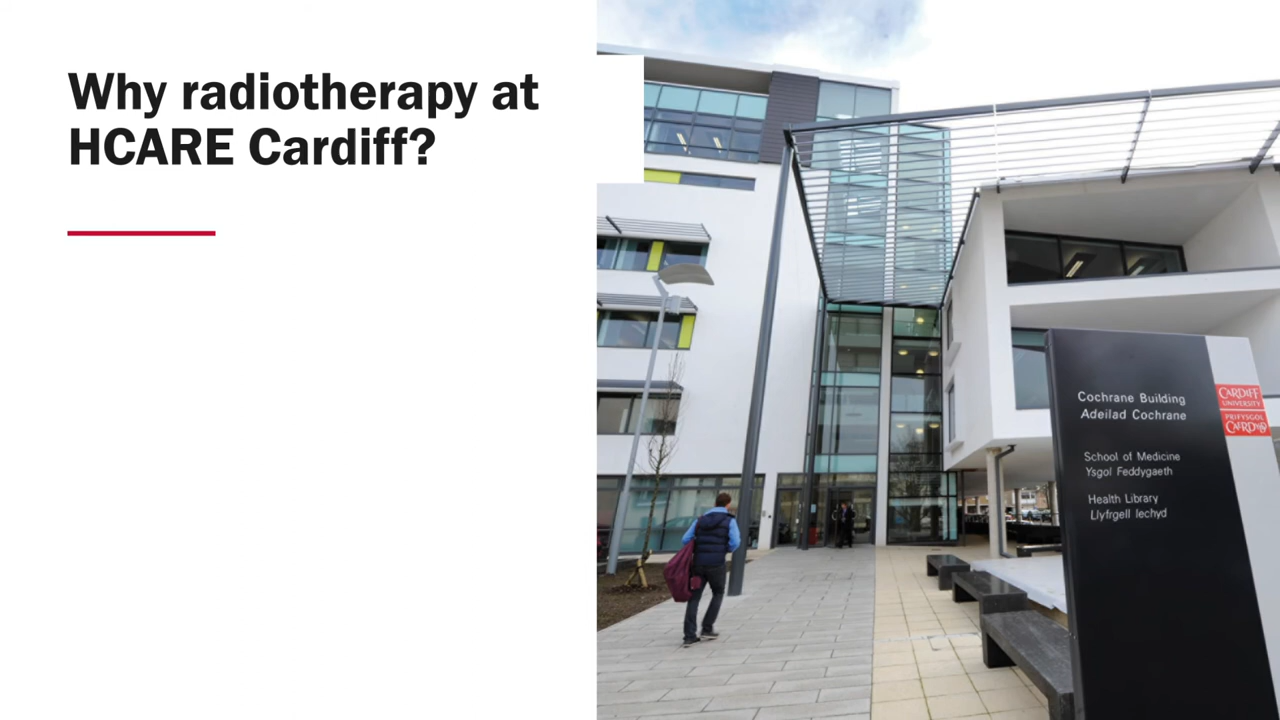 Why radiotherapy at
HCARE Cardiff?
Cochrane Building
Adeilad Cochrane
School of Medicine
Ysgol Feddygaeth
Health Library
Llyfrgell Iechyd
CARDIFF
UNIVERSITY
PRIFYSGOL
CAERDYDD